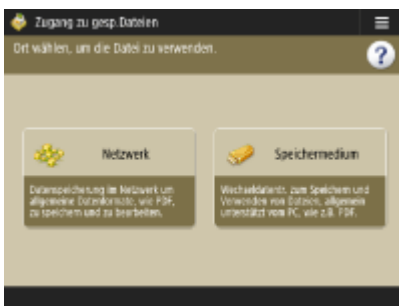 Zugang zu gesp.Dateien
Ort wählen, um die Datei zu verwenden.
?
Netzwerk
Datenspeicherung im Netzwerk um
allgemeine Datenformate, wie PDF,
zu speichern und zu bearbeiten.
Speichermedium
Wechseldatentr. zum Speichern und
Verwenden von Dateien, allgemein
unterstützt vom PC, wie z.B. PDF.